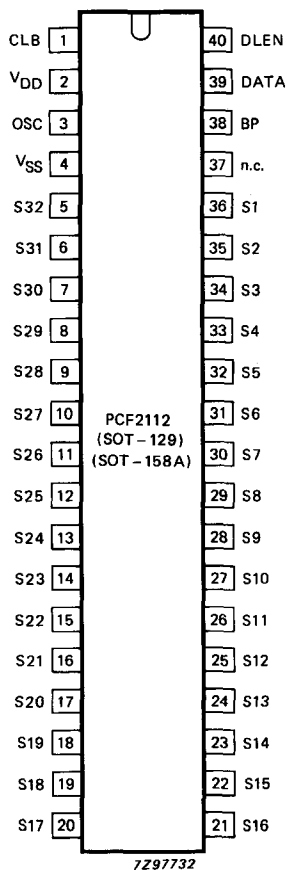 CLB 1 40 DLEN
VDD 2 39 DATA
OSC 3 38 BP
VSS 4 37 n.c.
S32 5 36 S1
S31 6 35 S2
S30 7 34 S3
S29 8 33 S4
S28 9 32 S5
S27 10 31 S6
PCF2112
(SOT-129)
(SOT-158A)
S26 11 30 S7
S25 12 29 S8
S24 13 28 S9
S23 14 27 S10
S22 15 26 S11
S21 16 25 S12
S20 17 24 S13
S19 18 23 S14
S18 19 22 S15
S17 20 21 S16
7Z97732